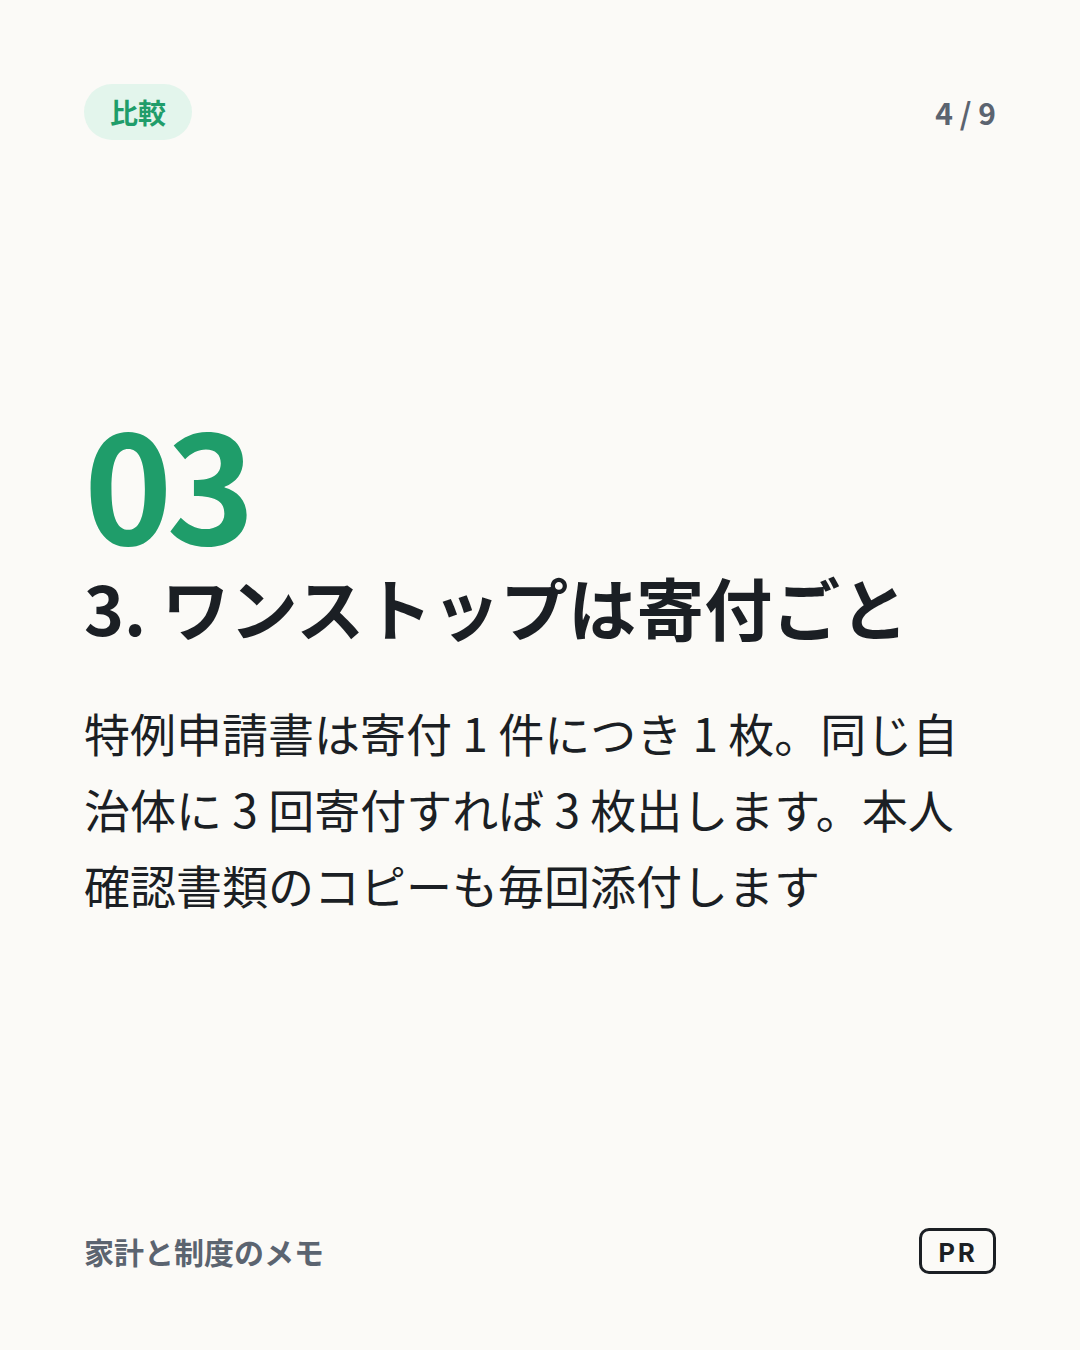 比較
4 / 9
03
3. ワンストップは寄付ごと
特例申請書は寄付 1 件につき 1 枚。同じ自
治体に 3 回寄付すれば 3 枚出します。本人
確認書類のコピーも毎回添付します
家計と制度のメモ
PR